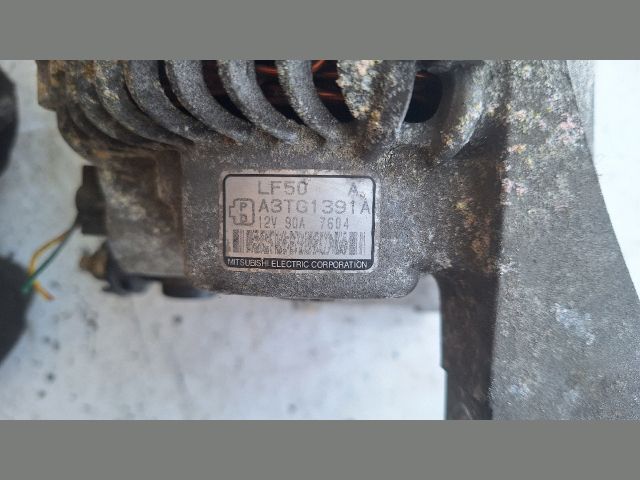 LF50 A
R A3TG1391A
12V 90A 7604
MITSUBISHI ELECTRIC CORPORATION